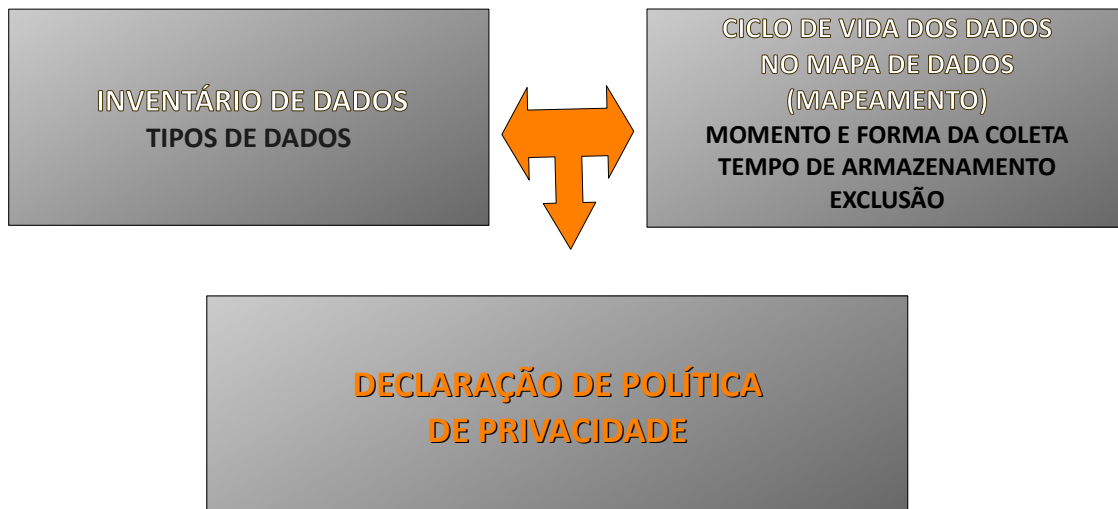 INVENTÁRIO DE DADOS
TIPOS DE DADOS
CICLO DE VIDA DOS DADOS
NO MAPA DE DADOS
(MAPEAMENTO)
MOMENTO E FORMA DA COLETA
TEMPO DE ARMAZENAMENTO
EXCLUSÃO
DECLARAÇÃO DE POLÍTICA
DE PRIVACIDADE